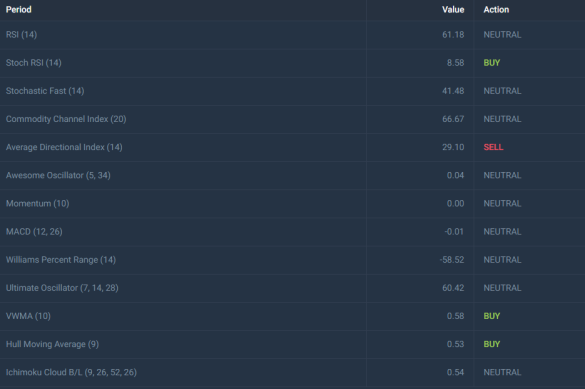 Period Value Action
RSI (14) 61.18 NEUTRAL
Stoch RSI (14) 8.58 BUY
Stochastic Fast (14) 41.48 NEUTRAL
Commodity Channel Index (20) 66.67 NEUTRAL
Average Directional Index (14) 29.10 SELL
Awesome Oscillator (5, 34) 0.04 NEUTRAL
Momentum (10) 0.00 NEUTRAL
MACD (12, 26) -0.01 NEUTRAL
Williams Percent Range (14) -58.52 NEUTRAL
Ultimate Oscillator (7, 14, 28) 60.42 NEUTRAL
VWMA (10) 0.58 BUY
Hull Moving Average (9) 0.53 BUY
Ichimoku Cloud B/L (9, 26, 52, 26) 0.54 NEUTRAL